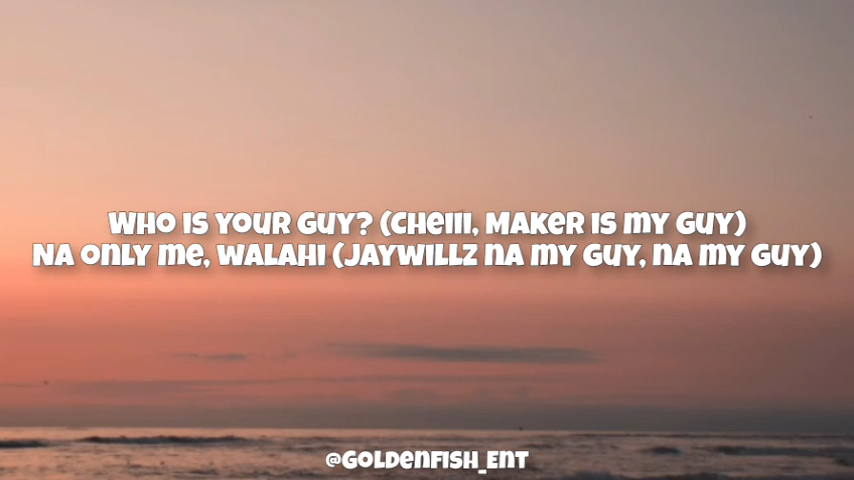 Who is your guy? (Cheiii, Maker is my guy)
Na only me, walahi (Jaywillz na my guy, na my guy)
@Goldenfish_Ent